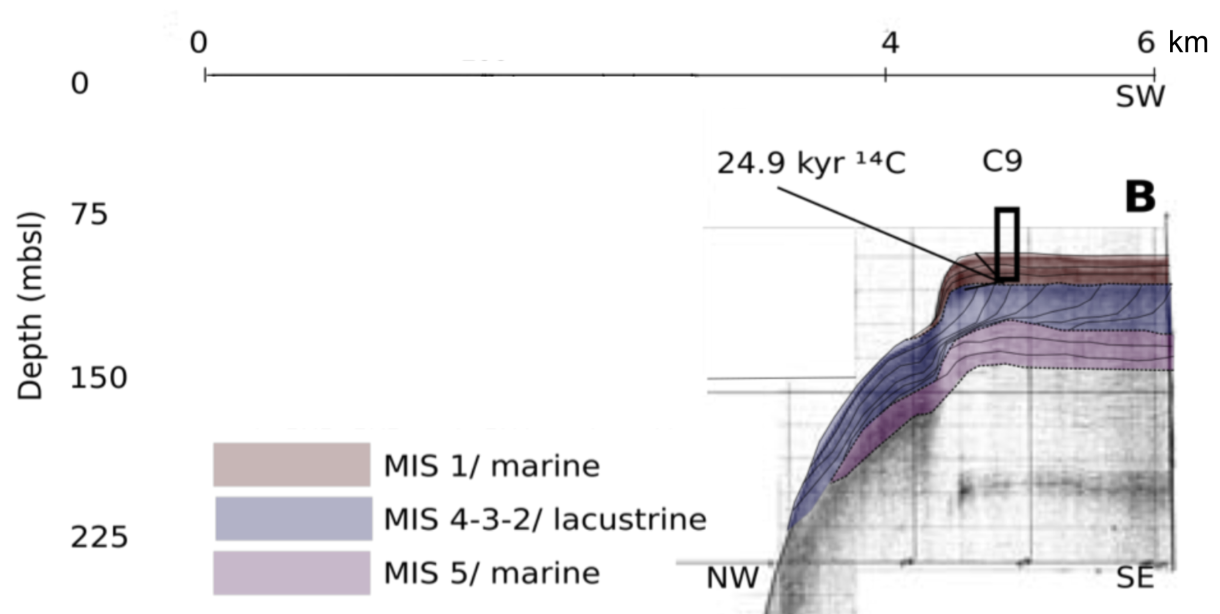 0 4 6 km
0
SW
24.9 kyr ¹⁴C C9
B
75
Depth (mbsl)
150
MIS 1/ marine
MIS 4-3-2/ lacustrine
225
MIS 5/ marine
NW SE